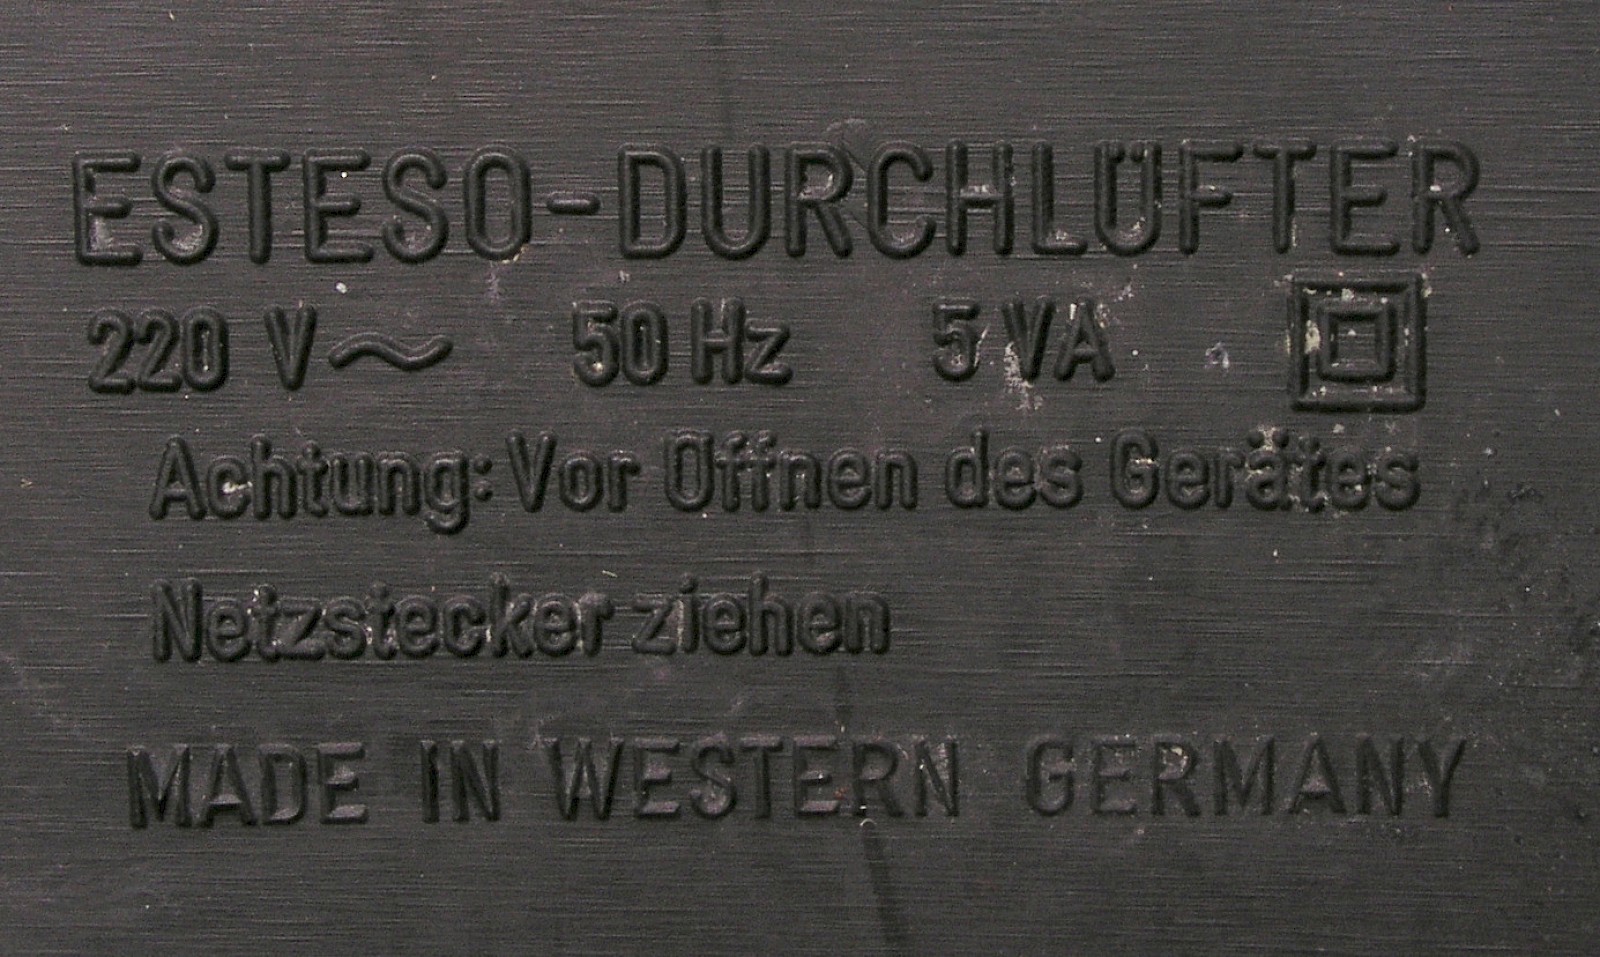 ESTESO-DURCHLÜFTER
220 V~ 50 Hz 5 VA
Achtung: Vor Öffnen des Gerätes
Netzstecker ziehen
MADE IN WESTERN GERMANY